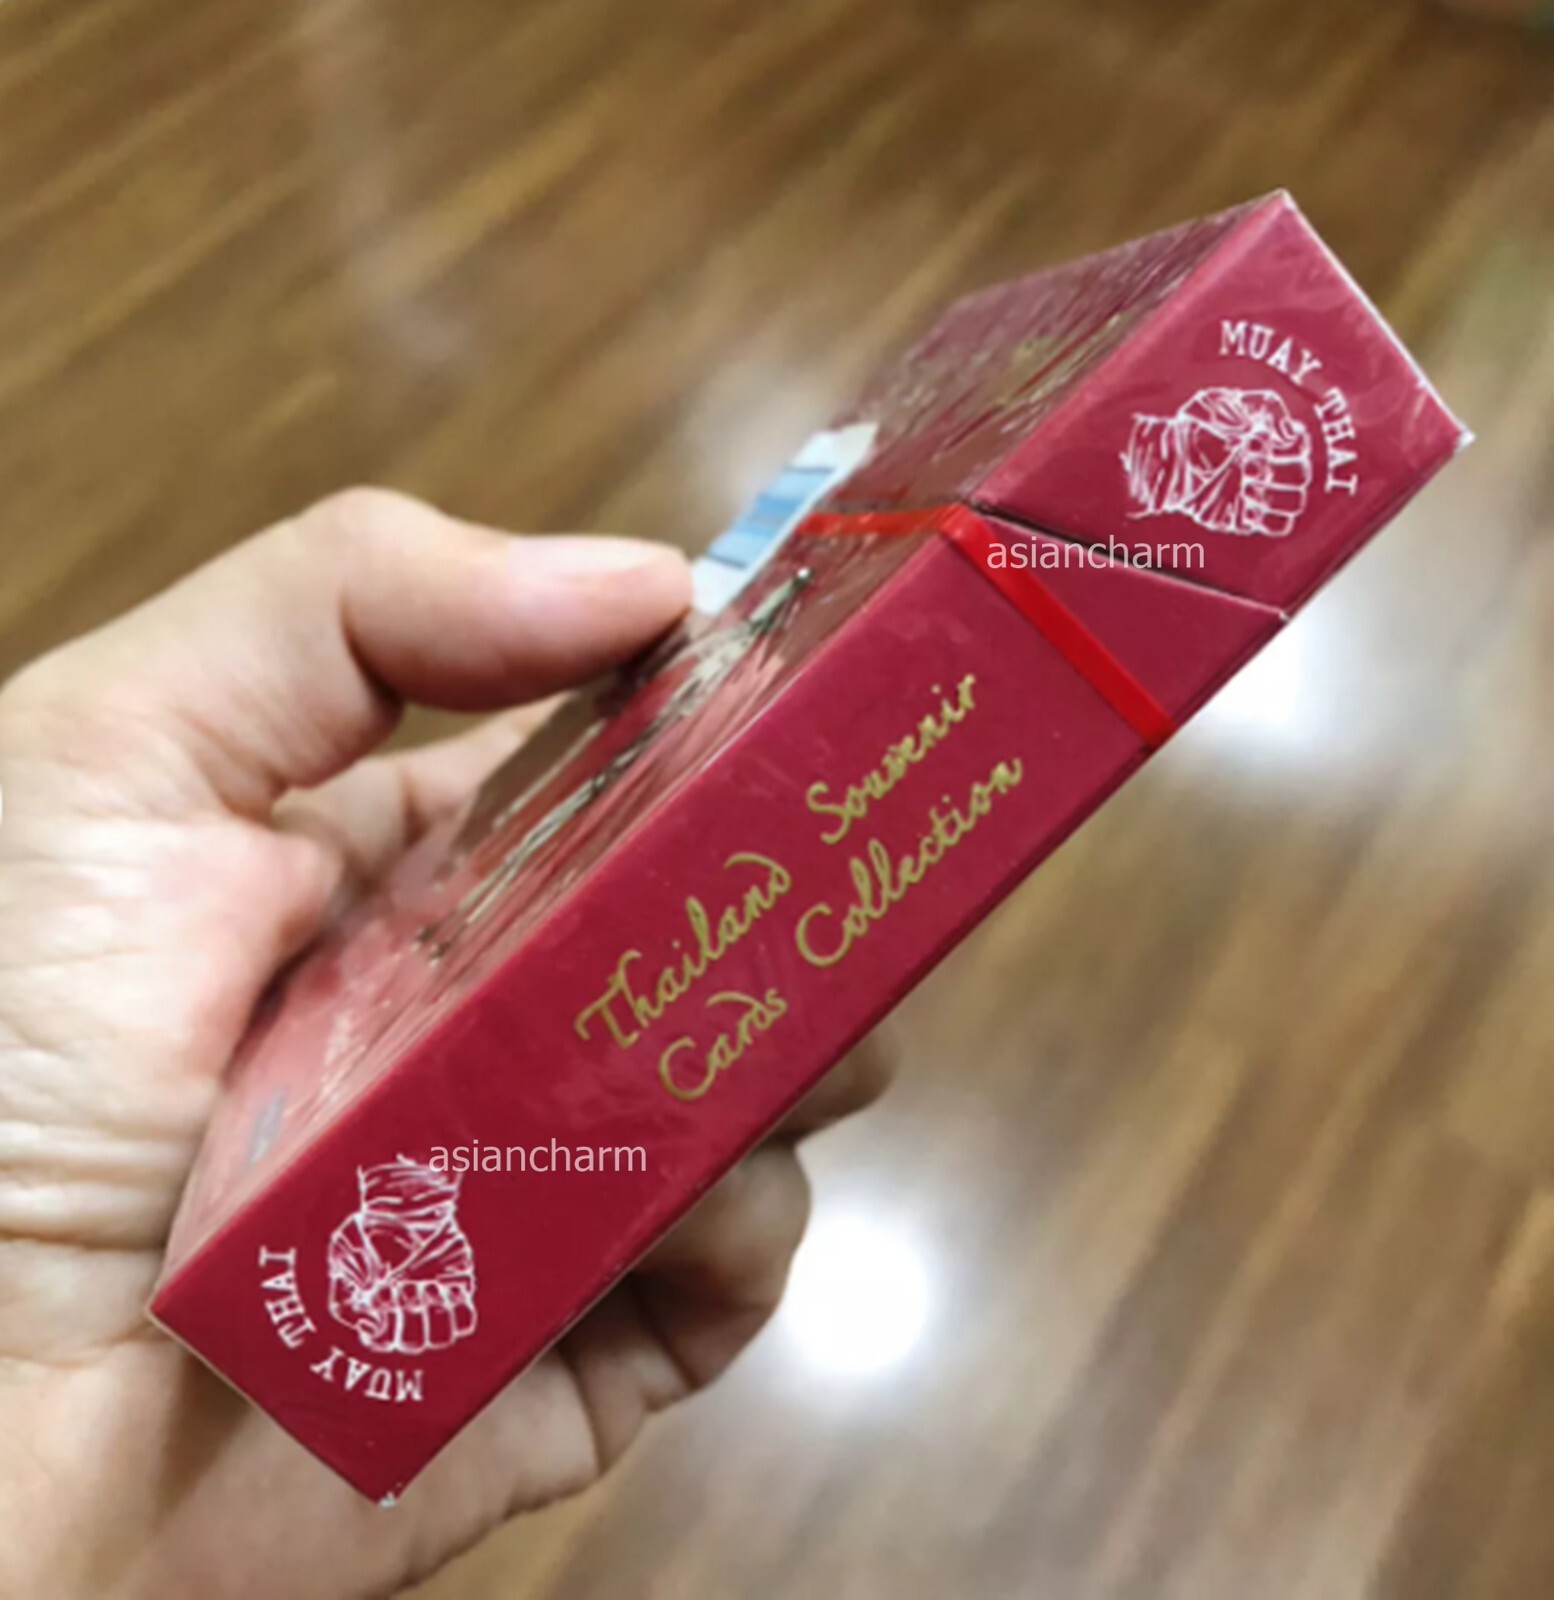 MUAY THAI
asiancharm
Thailand Souvenir
Cards Collection
asiancharm
MUAY THAI